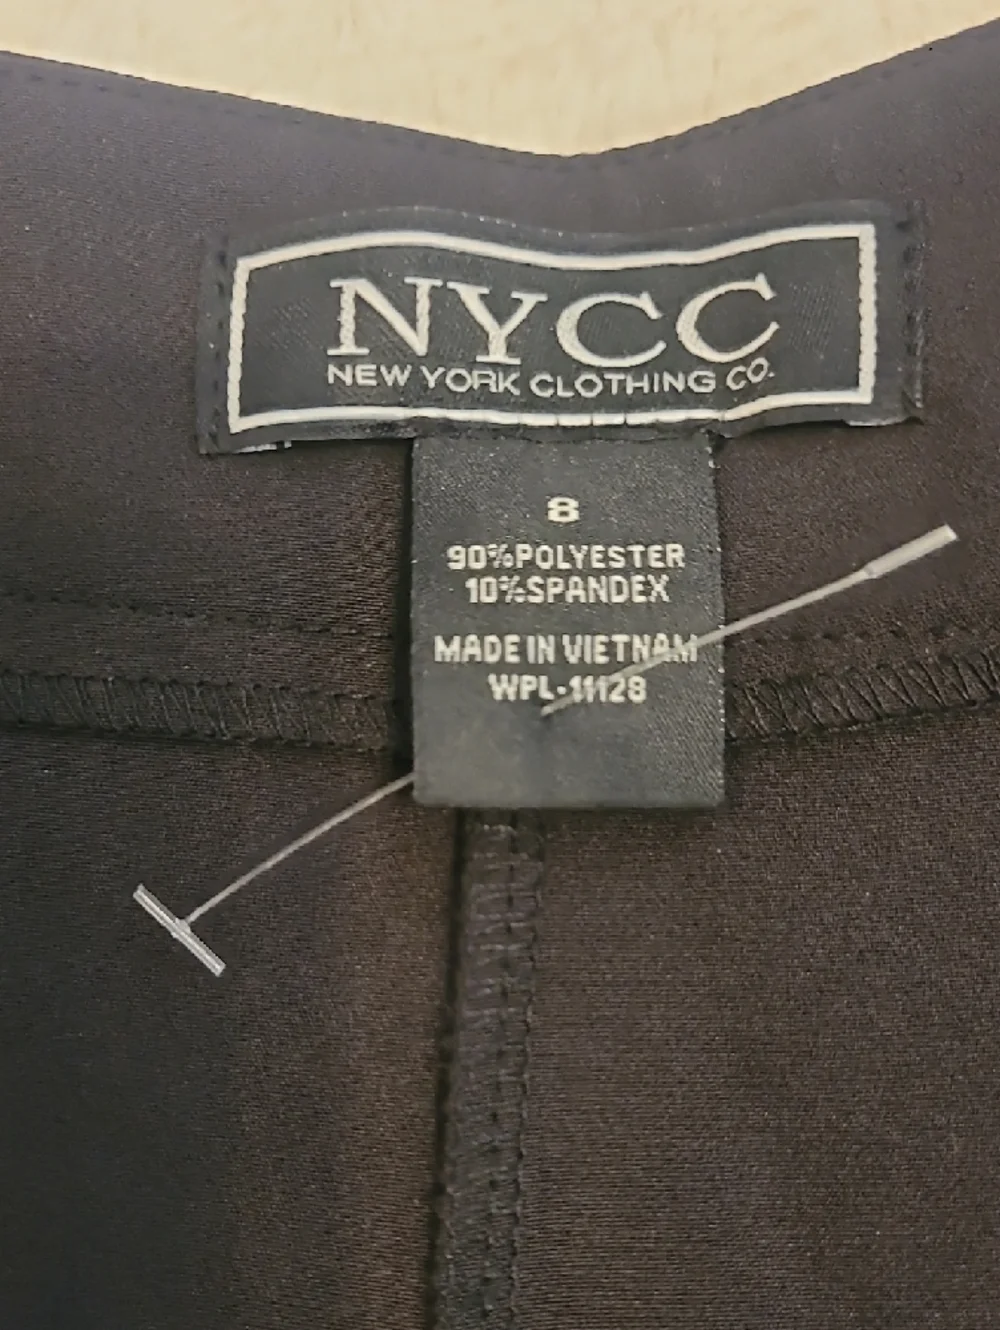 NYCC
NEW YORK CLOTHING CO.
8
90%POLYESTER
10%SPANDEX
MADE IN VIETNAM
WPL-11128